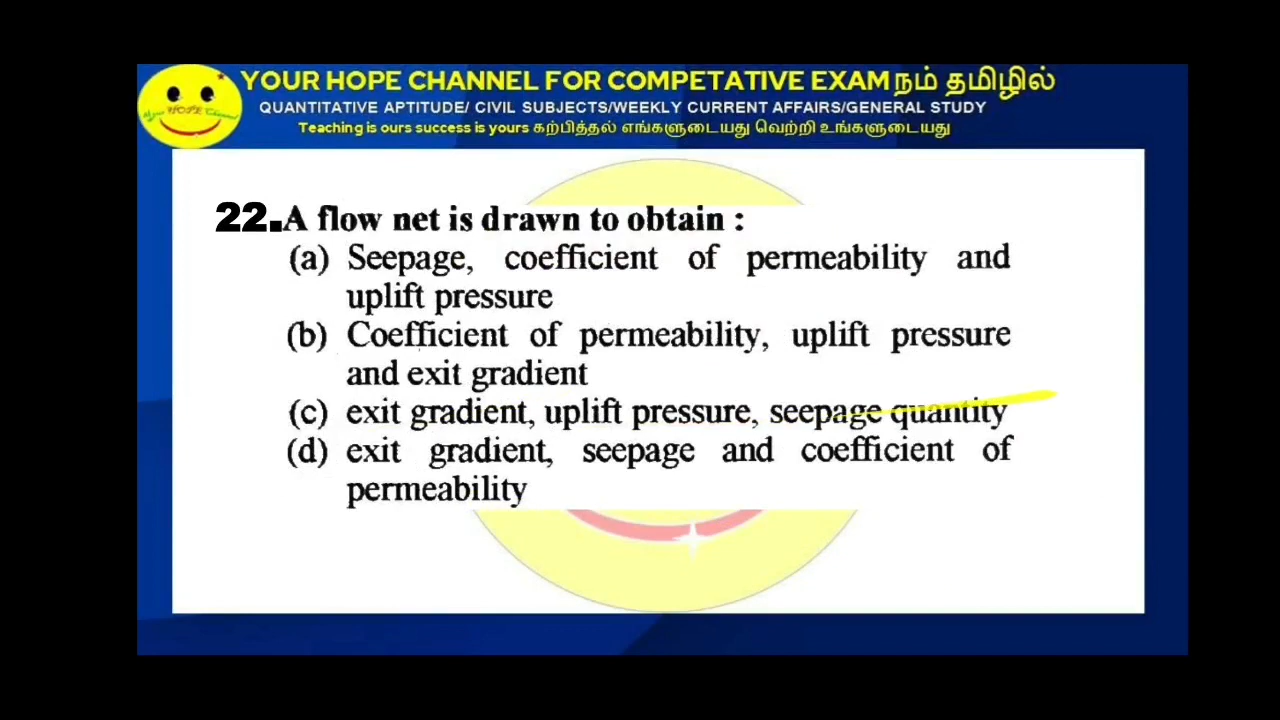 YOUR HOPE CHANNEL FOR COMPETATIVE EXAM நம் தமிழில்
QUANTITATIVE APTITUDE/ CIVIL SUBJECTS/WEEKLY CURRENT AFFAIRS/GENERAL STUDY
Teaching is ours success is yours கற்பித்தல் எங்களுடையது வெற்றி உங்களுடையது
22.A flow net is drawn to obtain :
(a) Seepage, coefficient of permeability and
uplift pressure
(b) Coefficient of permeability, uplift pressure
and exit gradient
(c) exit gradient, uplift pressure, seepage quantity
(d) exit gradient, seepage and coefficient of
permeability